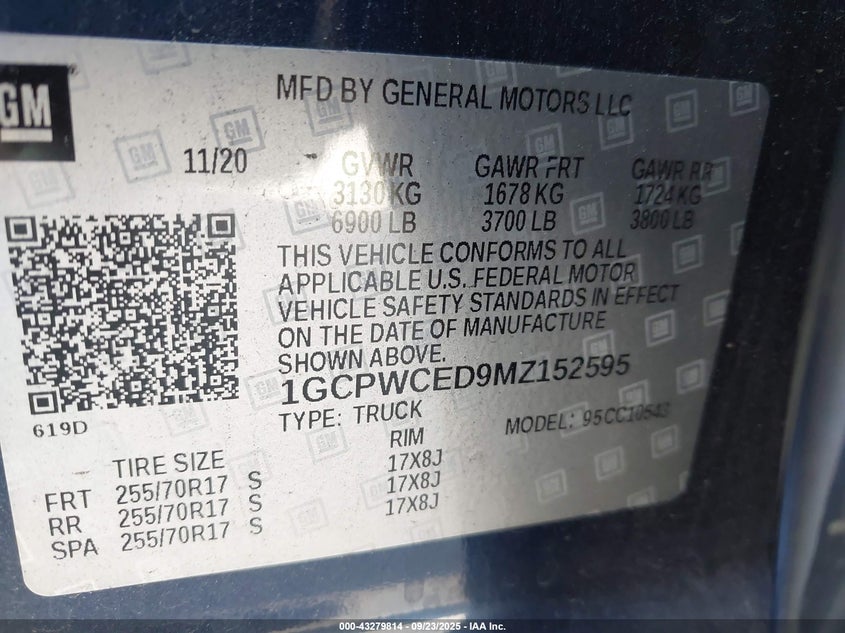 GM
MFD BY GENERAL MOTORS LLC
11/20 GVWR GAWR FRT GAWR RR
3130 KG 1678 KG 1724 KG
6900 LB 3700 LB 3800 LB
THIS VEHICLE CONFORMS TO ALL
APPLICABLE U.S. FEDERAL MOTOR
VEHICLE SAFETY STANDARDS IN EFFECT
ON THE DATE OF MANUFACTURE
SHOWN ABOVE.
1GCPWCED9MZ152595
619D
TYPE: TRUCK MODEL: 95CC10543
TIRE SIZE RIM
FRT 255/70R17 S 17X8J
RR 255/70R17 S 17X8J
SPA 255/70R17 S 17X8J
000-43279814 - 09/23/2025 - IAA Inc.